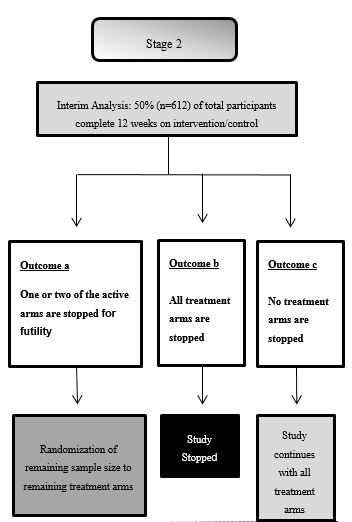 Stage 2
Interim Analysis: 50% (n=612) of total participants
complete 12 weeks on intervention/control
Outcome a
One or two of the active
arms are stopped for
futility
Outcome b
All treatment
arms are
stopped
Outcome c
No treatment
arms are
stopped
Randomization of
remaining sample size to
remaining treatment arms
Study
Stopped
Study
continues
with all
treatment
arms